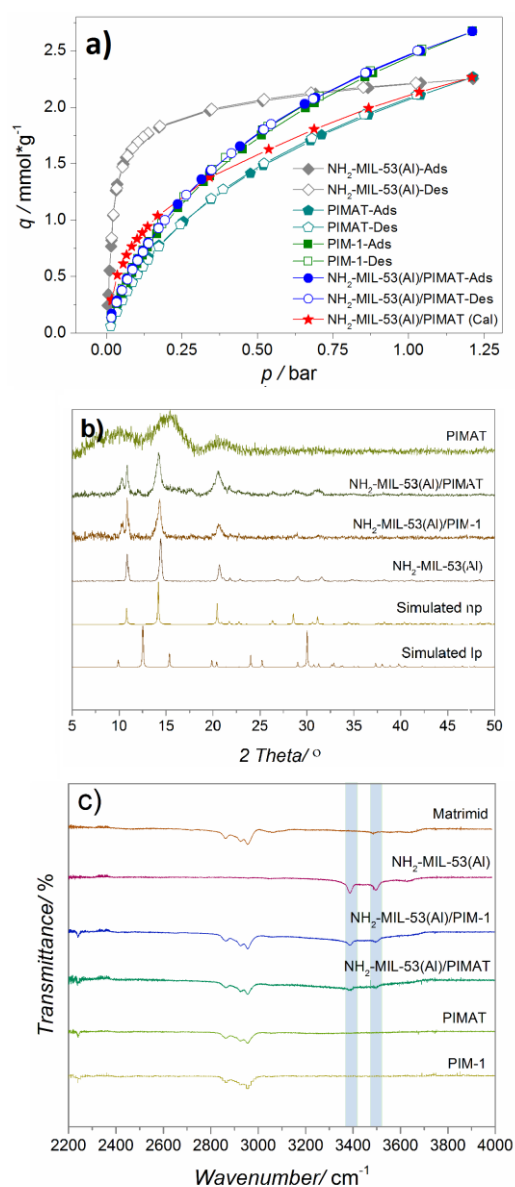 a)
q / mmol*g⁻¹
2.5
2.0
1.5
1.0
0.5
0.0
NH₂-MIL-53(Al)-Ads
NH₂-MIL-53(Al)-Des
PIMAT-Ads
PIMAT-Des
PIM-1-Ads
PIM-1-Des
NH₂-MIL-53(Al)/PIMAT-Ads
NH₂-MIL-53(Al)/PIMAT-Des
NH₂-MIL-53(Al)/PIMAT (Cal)
0.00 0.25 0.50 0.75 1.00 1.25
p / bar
b)
PIMAT
NH₂-MIL-53(Al)/PIMAT
NH₂-MIL-53(Al)/PIM-1
NH₂-MIL-53(Al)
Simulated np
Simulated lp
5 10 15 20 25 30 35 40 45 50
2 Theta/ °
c)
Transmittance/ %
Matrimid
NH₂-MIL-53(Al)
NH₂-MIL-53(Al)/PIM-1
NH₂-MIL-53(Al)/PIMAT
PIMAT
PIM-1
2200 2400 2600 2800 3000 3200 3400 3600 3800 4000
Wavenumber/ cm⁻¹